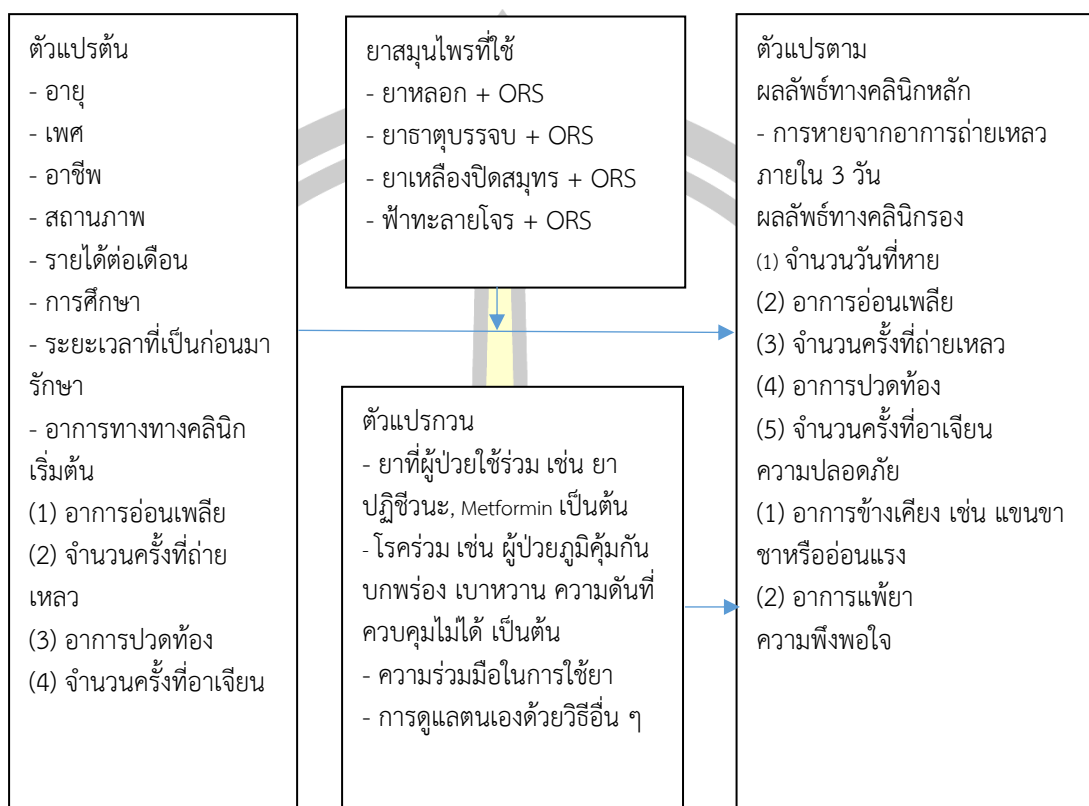 ตัวแปรต้น
- อายุ
- เพศ
- อาชีพ
- สถานภาพ
- รายได้ต่อเดือน
- การศึกษา
- ระยะเวลาที่เป็นก่อนมา
รักษา
- อาการทางทางคลินิก
เริ่มต้น
(1) อาการอ่อนเพลีย
(2) จำนวนครั้งที่ถ่าย
เหลว
(3) อาการปวดท้อง
(4) จำนวนครั้งที่อาเจียน
ยาสมุนไพรที่ใช้
- ยาหลอก + ORS
- ยาธาตุบรรจบ + ORS
- ยาเหลืองปิดสมุทร + ORS
- ฟ้าทะลายโจร + ORS
ตัวแปรกวน
- ยาที่ผู้ป่วยใช้ร่วม เช่น ยา
ปฏิชีวนะ, Metformin เป็นต้น
- โรคร่วม เช่น ผู้ป่วยภูมิคุ้มกัน
บกพร่อง เบาหวาน ความดันที่
ควบคุมไม่ได้ เป็นต้น
- ความร่วมมือในการใช้ยา
- การดูแลตนเองด้วยวิธีอื่น ๆ
ตัวแปรตาม
ผลลัพธ์ทางคลินิกหลัก
- การหายจากอาการถ่ายเหลว
ภายใน 3 วัน
ผลลัพธ์ทางคลินิกรอง
(1) จำนวนวันที่หาย
(2) อาการอ่อนเพลีย
(3) จำนวนครั้งที่ถ่ายเหลว
(4) อาการปวดท้อง
(5) จำนวนครั้งที่อาเจียน
ความปลอดภัย
(1) อาการข้างเคียง เช่น แขนขา
ชาหรืออ่อนแรง
(2) อาการแพ้ยา
ความพึงพอใจ